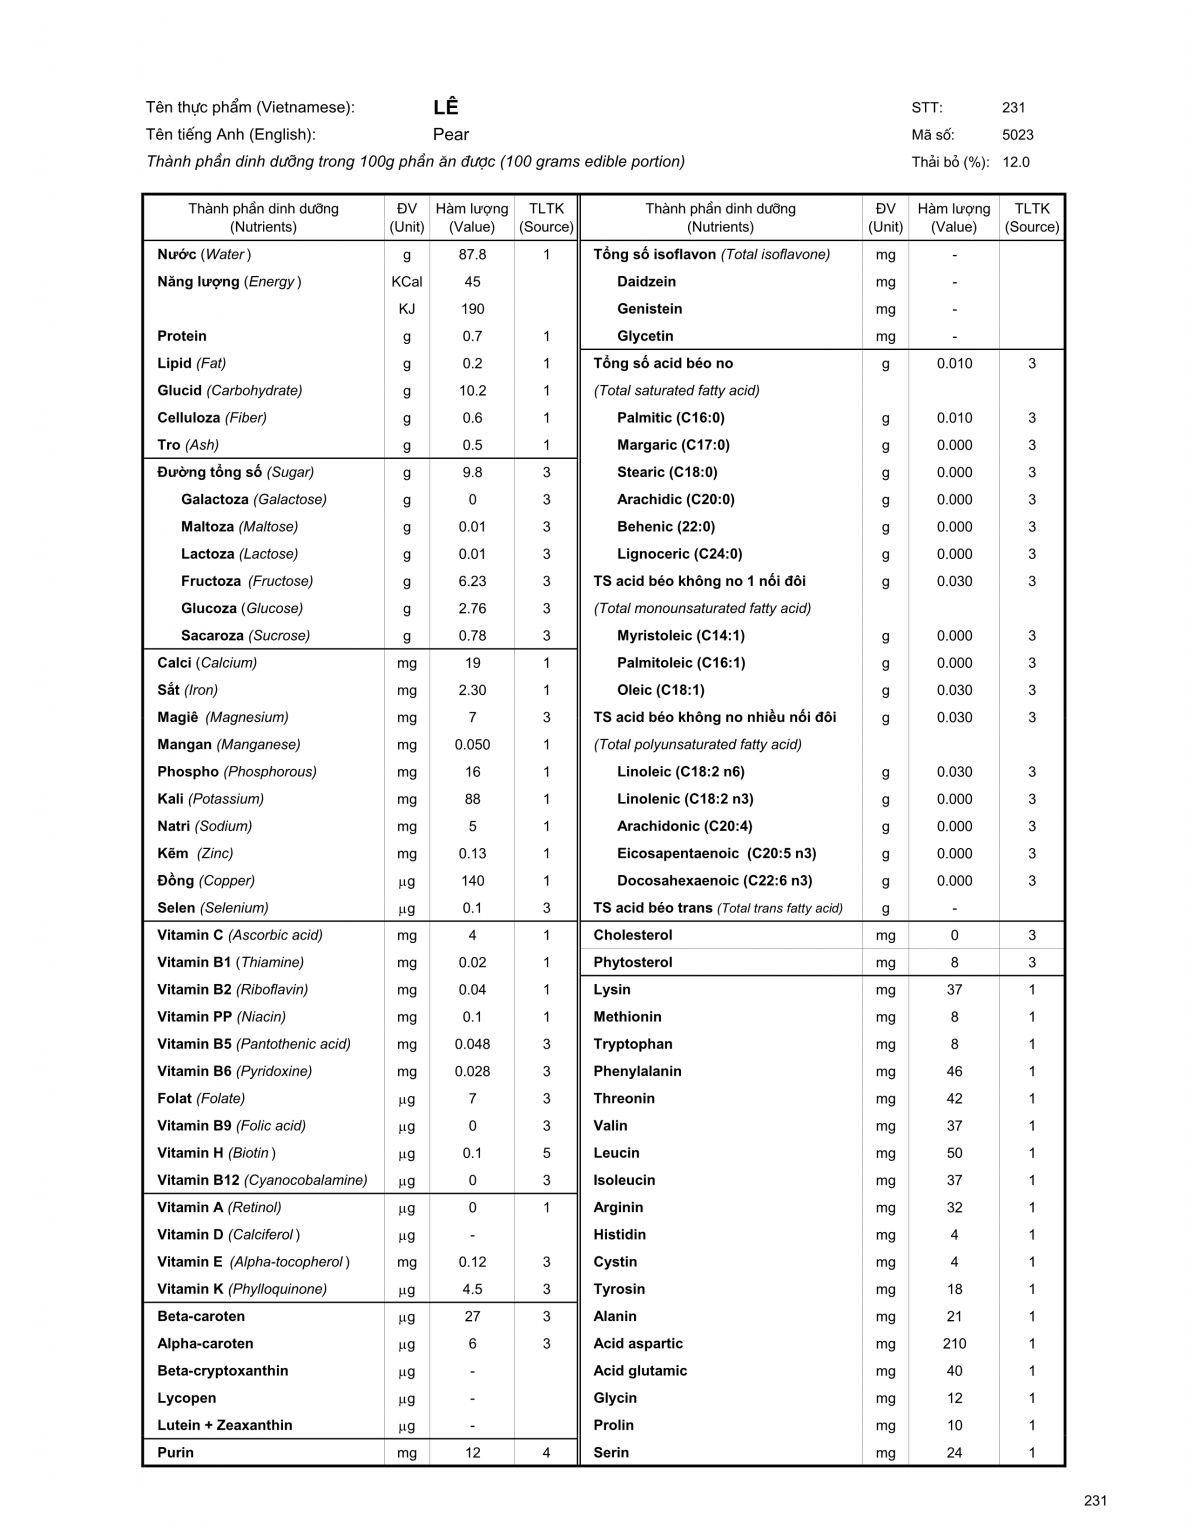 Tên thực phẩm (Vietnamese): LÊ STT: 231
Tên tiếng Anh (English): Pear Mã số: 5023
Thành phần dinh dưỡng trong 100g phần ăn được (100 grams edible portion) Thải bỏ (%): 12.0
Thành phần dinh dưỡng ĐV Hàm lượng TLTK Thành phần dinh dưỡng ĐV Hàm lượng TLTK
(Nutrients) (Unit) (Value) (Source) (Nutrients) (Unit) (Value) (Source)
Nước (Water) g 87.8 1 Tổng số isoflavon (Total isoflavone) mg -
Năng lượng (Energy) KCal 45 Daidzein mg -
KJ 190 Genistein mg -
Protein g 0.7 1 Glycetin mg -
Lipid (Fat) g 0.2 1 Tổng số acid béo no g 0.010 3
Glucid (Carbohydrate) g 10.2 1 (Total saturated fatty acid)
Celluloza (Fiber) g 0.6 1 Palmitic (C16:0) g 0.010 3
Tro (Ash) g 0.5 1 Margaric (C17:0) g 0.000 3
Đường tổng số (Sugar) g 9.8 3 Stearic (C18:0) g 0.000 3
Galactoza (Galactose) g 0 3 Arachidic (C20:0) g 0.000 3
Maltoza (Maltose) g 0.01 3 Behenic (22:0) g 0.000 3
Lactoza (Lactose) g 0.01 3 Lignoceric (C24:0) g 0.000 3
Fructoza (Fructose) g 6.23 3 TS acid béo không no 1 nối đôi g 0.030 3
Glucoza (Glucose) g 2.76 3 (Total monounsaturated fatty acid)
Sacaroza (Sucrose) g 0.78 3 Myristoleic (C14:1) g 0.000 3
Calci (Calcium) mg 19 1 Palmitoleic (C16:1) g 0.000 3
Sắt (Iron) mg 2.30 1 Oleic (C18:1) g 0.030 3
Magiê (Magnesium) mg 7 3 TS acid béo không no nhiều nối đôi g 0.030 3
Mangan (Manganese) mg 0.050 1 (Total polyunsaturated fatty acid)
Phospho (Phosphorous) mg 16 1 Linoleic (C18:2 n6) g 0.030 3
Kali (Potassium) mg 88 1 Linolenic (C18:2 n3) g 0.000 3
Natri (Sodium) mg 5 1 Arachidonic (C20:4) g 0.000 3
Kẽm (Zinc) mg 0.13 1 Eicosapentaenoic (C20:5 n3) g 0.000 3
Đồng (Copper) μg 140 1 Docosahexaenoic (C22:6 n3) g 0.000 3
Selen (Selenium) μg 0.1 3 TS acid béo trans (Total trans fatty acid) g -
Vitamin C (Ascorbic acid) mg 4 1 Cholesterol mg 0 3
Vitamin B1 (Thiamine) mg 0.02 1 Phytosterol mg 8 3
Vitamin B2 (Riboflavin) mg 0.04 1 Lysin mg 37 1
Vitamin PP (Niacin) mg 0.1 1 Methionin mg 8 1
Vitamin B5 (Pantothenic acid) mg 0.048 3 Tryptophan mg 8 1
Vitamin B6 (Pyridoxine) mg 0.028 3 Phenylalanin mg 46 1
Folat (Folate) μg 7 3 Threonin mg 42 1
Vitamin B9 (Folic acid) μg 0 3 Valin mg 37 1
Vitamin H (Biotin) μg 0.1 5 Leucin mg 50 1
Vitamin B12 (Cyanocobalamine) μg 0 3 Isoleucin mg 37 1
Vitamin A (Retinol) μg 0 1 Arginin mg 32 1
Vitamin D (Calciferol) μg - Histidin mg 4 1
Vitamin E (Alpha-tocopherol) mg 0.12 3 Cystin mg 4 1
Vitamin K (Phylloquinone) μg 4.5 3 Tyrosin mg 18 1
Beta-caroten μg 27 3 Alanin mg 21 1
Alpha-caroten μg 6 3 Acid aspartic mg 210 1
Beta-cryptoxanthin μg - Acid glutamic mg 40 1
Lycopen μg - Glycin mg 12 1
Lutein + Zeaxanthin μg - Prolin mg 10 1
Purin mg 12 4 Serin mg 24 1
231